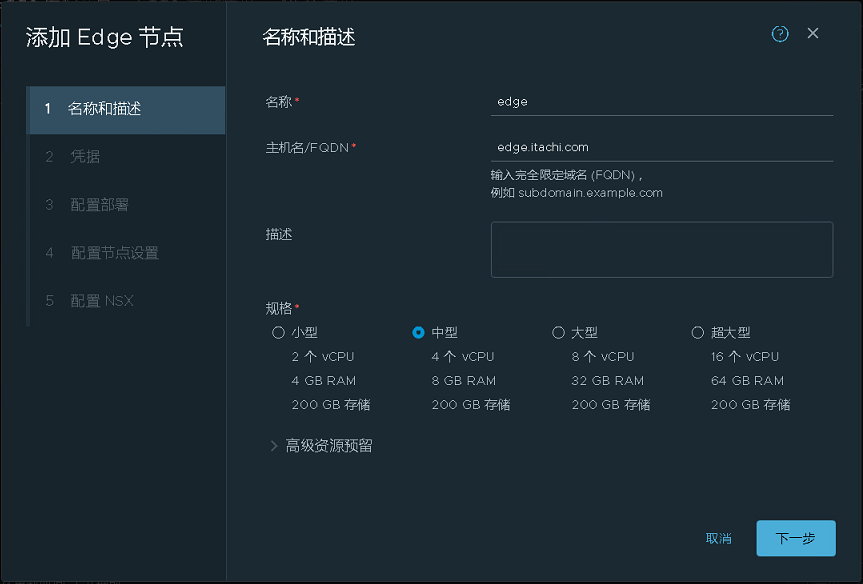 添加 Edge 节点
1 名称和描述
2 凭据
3 配置部署
4 配置节点设置
5 配置 NSX
名称和描述
名称* edge
主机名/FQDN* edge.itachi.com
输入完全限定域名 (FQDN)，
例如 subdomain.example.com
描述
规格*
小型 中型 大型 超大型
2 个 vCPU 4 个 vCPU 8 个 vCPU 16 个 vCPU
4 GB RAM 8 GB RAM 32 GB RAM 64 GB RAM
200 GB 存储 200 GB 存储 200 GB 存储 200 GB 存储
高级资源预留
取消 下一步